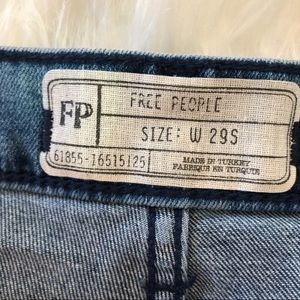 FP
FREE PEOPLE
SIZE: W 29S
61855-16515125
MADE IN TURKEY
FABRIQUE EN TURQUIE